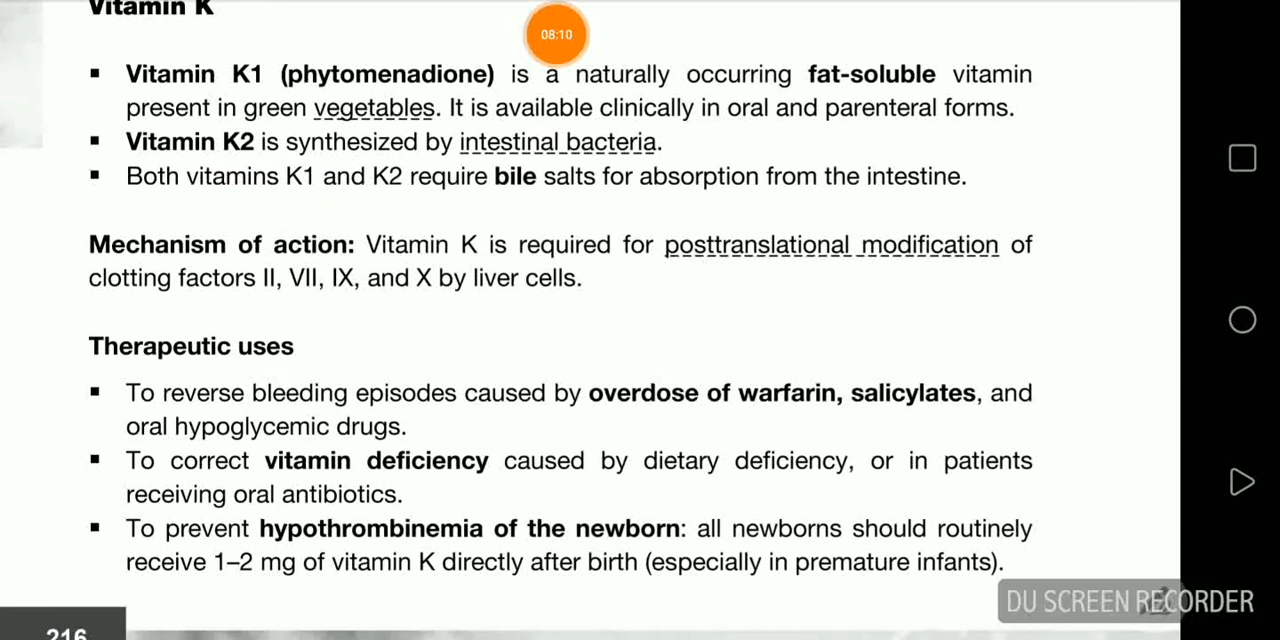 Vitamin K
08:10
▪ Vitamin K1 (phytomenadione) is a naturally occurring fat-soluble vitamin
present in green vegetables. It is available clinically in oral and parenteral forms.
▪ Vitamin K2 is synthesized by intestinal bacteria.
▪ Both vitamins K1 and K2 require bile salts for absorption from the intestine.
Mechanism of action: Vitamin K is required for posttranslational modification of
clotting factors II, VII, IX, and X by liver cells.
Therapeutic uses
▪ To reverse bleeding episodes caused by overdose of warfarin, salicylates, and
oral hypoglycemic drugs.
▪ To correct vitamin deficiency caused by dietary deficiency, or in patients
receiving oral antibiotics.
▪ To prevent hypothrombinemia of the newborn: all newborns should routinely
receive 1–2 mg of vitamin K directly after birth (especially in premature infants).
DU SCREEN RECORDER
216